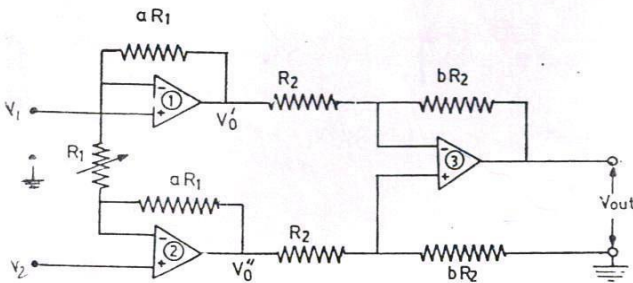 aR1
R2
bR2
-
+
1
V1
V0'
-
+
3
R1
aR1
Vout
-
+
2
R2
V2
V0"
bR2